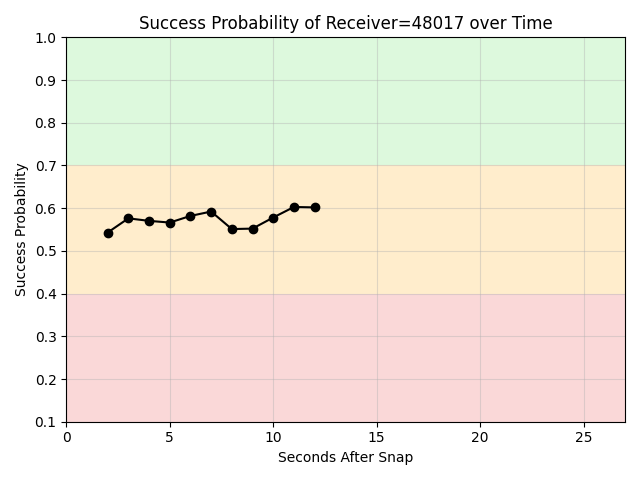 Success Probability of Receiver=48017 over Time
1.0
0.9
0.8
0.7
0.6
0.5
0.4
0.3
0.2
0.1
Success Probability
0 5 10 15 20 25
Seconds After Snap